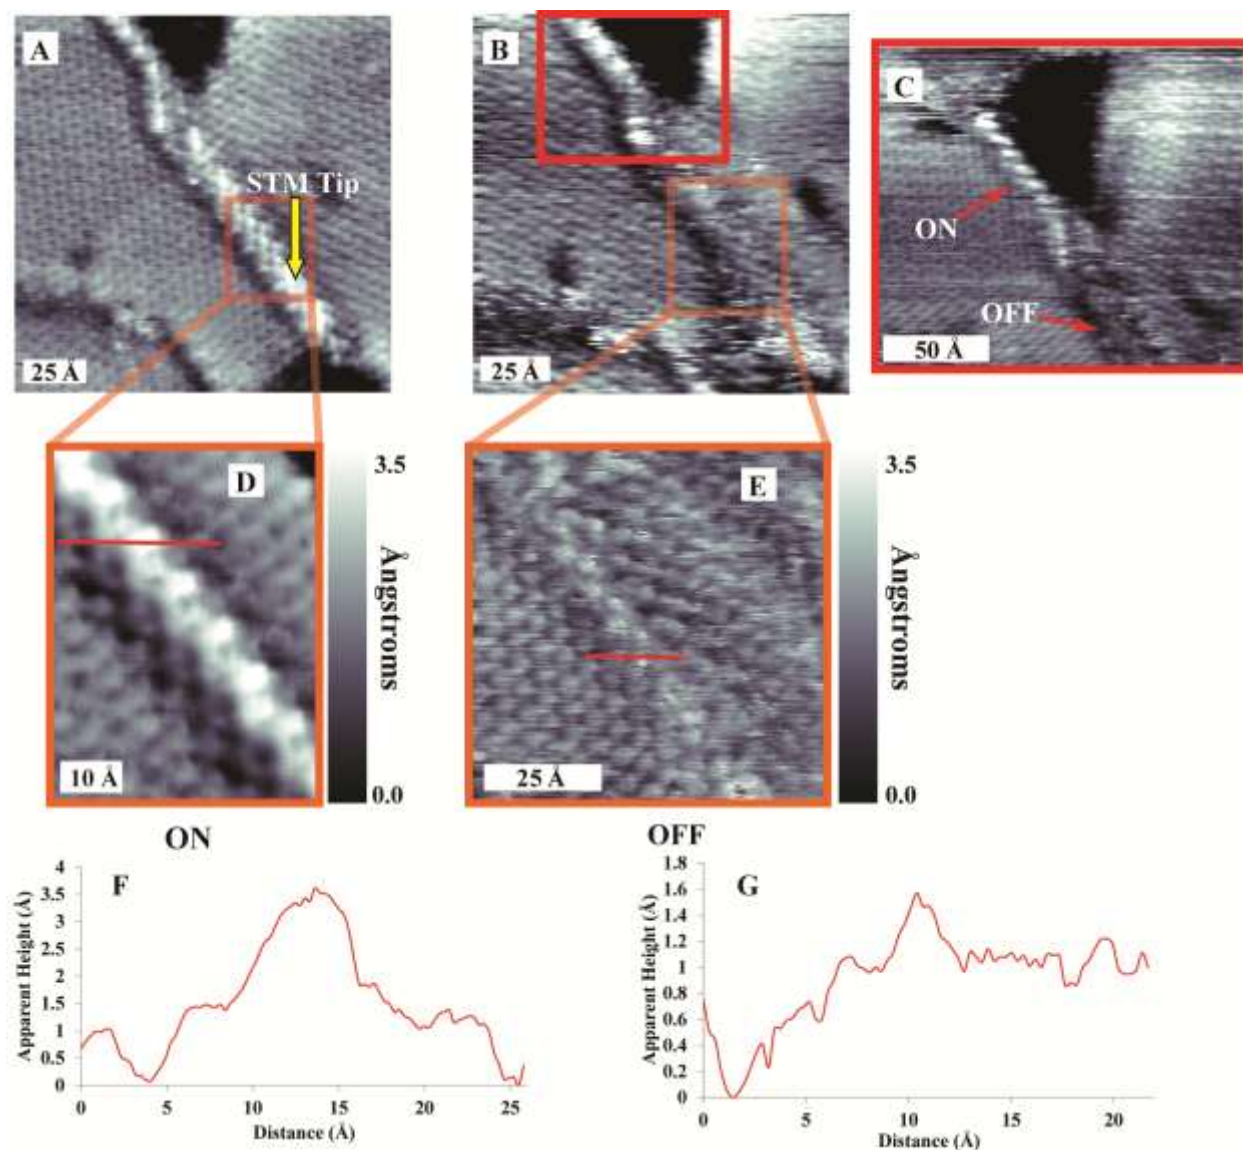 A
B
C
STM Tip
ON
OFF
25 Å
25 Å
50 Å
D
3.5
E
3.5
Ångstroms
Ångstroms
10 Å
0.0
25 Å
0.0
ON
OFF
F
Apparent Height (Å)
4
3.5
3
2.5
2
1.5
1
0.5
0
0 5 10 15 20 25
Distance (Å)
G
Apparent Height (Å)
1.8
1.6
1.4
1.2
1
0.8
0.6
0.4
0.2
0
0 5 10 15 20
Distance (Å)